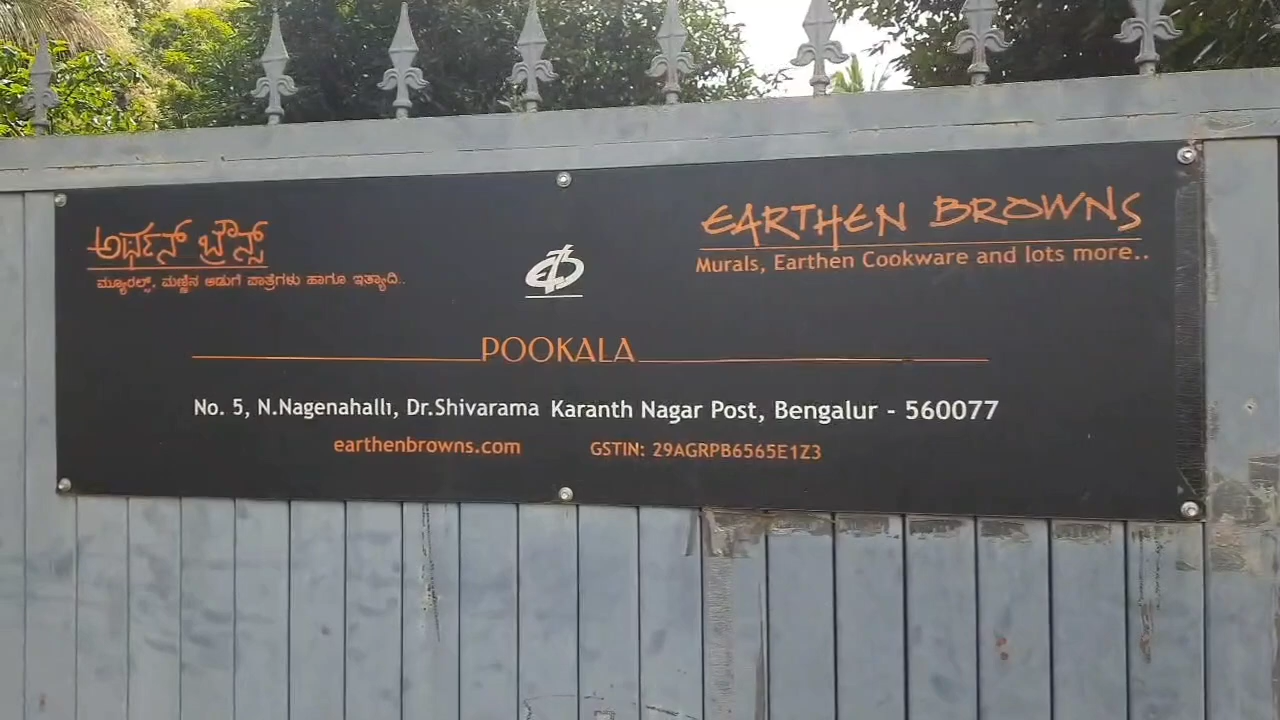 ಅರ್ಥನ್ ಬ್ರೌನ್ಸ್
ಮ್ಯೂರಲ್ಸ್, ಮಣ್ಣಿನ ಅಡುಗೆ ಪಾತ್ರೆಗಳು ಹಾಗೂ ಇತ್ಯಾದಿ..
eb
EARTHEN BROWNS
Murals, Earthen Cookware and lots more..
POOKALA
No. 5, N.Nagenahalli, Dr.Shivarama Karanth Nagar Post, Bengalur - 560077
earthenbrowns.com GSTIN: 29AGRPB6565E1Z3